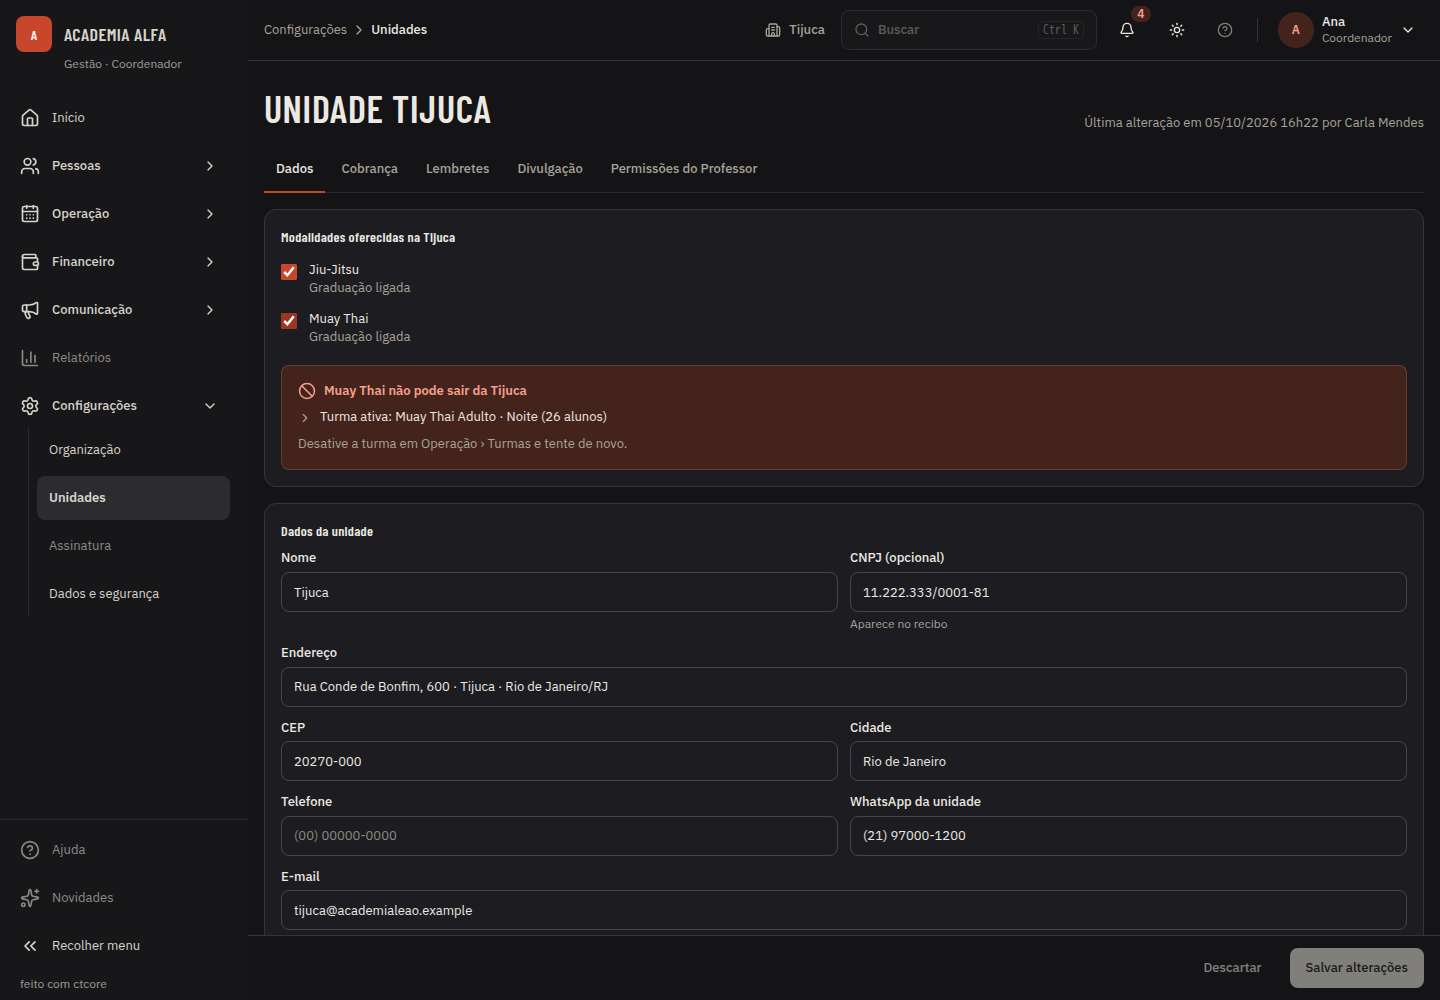 A
ACADEMIA ALFA
Gestão · Coordenador
Início
Pessoas
Operação
Financeiro
Comunicação
Relatórios
Configurações
Organização
Unidades
Assinatura
Dados e segurança
Ajuda
Novidades
Recolher menu
feito com ctcore
Configurações
Unidades
Tijuca
Buscar
Ctrl K
4
A
Ana
Coordenador
UNIDADE TIJUCA
Última alteração em 05/10/2026 16h22 por Carla Mendes
Dados
Cobrança
Lembretes
Divulgação
Permissões do Professor
Modalidades oferecidas na Tijuca
Jiu-Jitsu
Graduação ligada
Muay Thai
Graduação ligada
Muay Thai não pode sair da Tijuca
Turma ativa: Muay Thai Adulto · Noite (26 alunos)
Desative a turma em Operação › Turmas e tente de novo.
Dados da unidade
Nome
Tijuca
CNPJ (opcional)
11.222.333/0001-81
Aparece no recibo
Endereço
Rua Conde de Bonfim, 600 · Tijuca · Rio de Janeiro/RJ
CEP
20270-000
Cidade
Rio de Janeiro
Telefone
(00) 00000-0000
WhatsApp da unidade
(21) 97000-1200
E-mail
tijuca@academialeao.example
Descartar
Salvar alterações